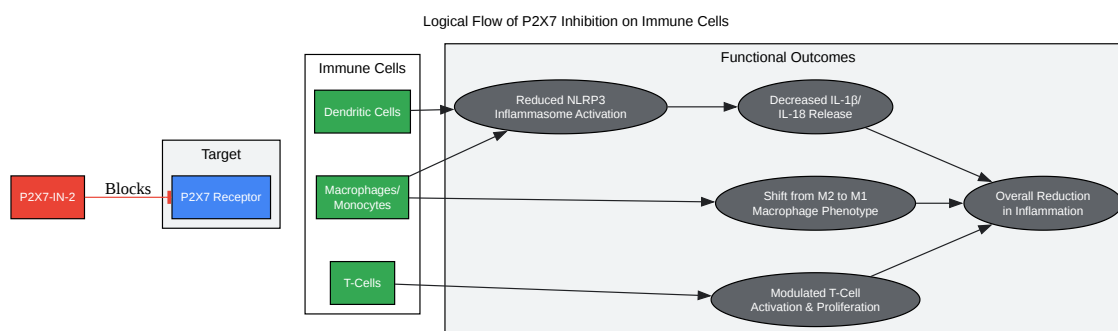 Logical Flow of P2X7 Inhibition on Immune Cells
Functional Outcomes
Immune Cells
Dendritic Cells
Reduced NLRP3
Inflammasome Activation
Decreased IL-1β/
IL-18 Release
Target
P2X7-IN-2
Blocks
P2X7 Receptor
Macrophages/
Monocytes
Shift from M2 to M1
Macrophage Phenotype
Overall Reduction
in Inflammation
T-Cells
Modulated T-Cell
Activation & Proliferation